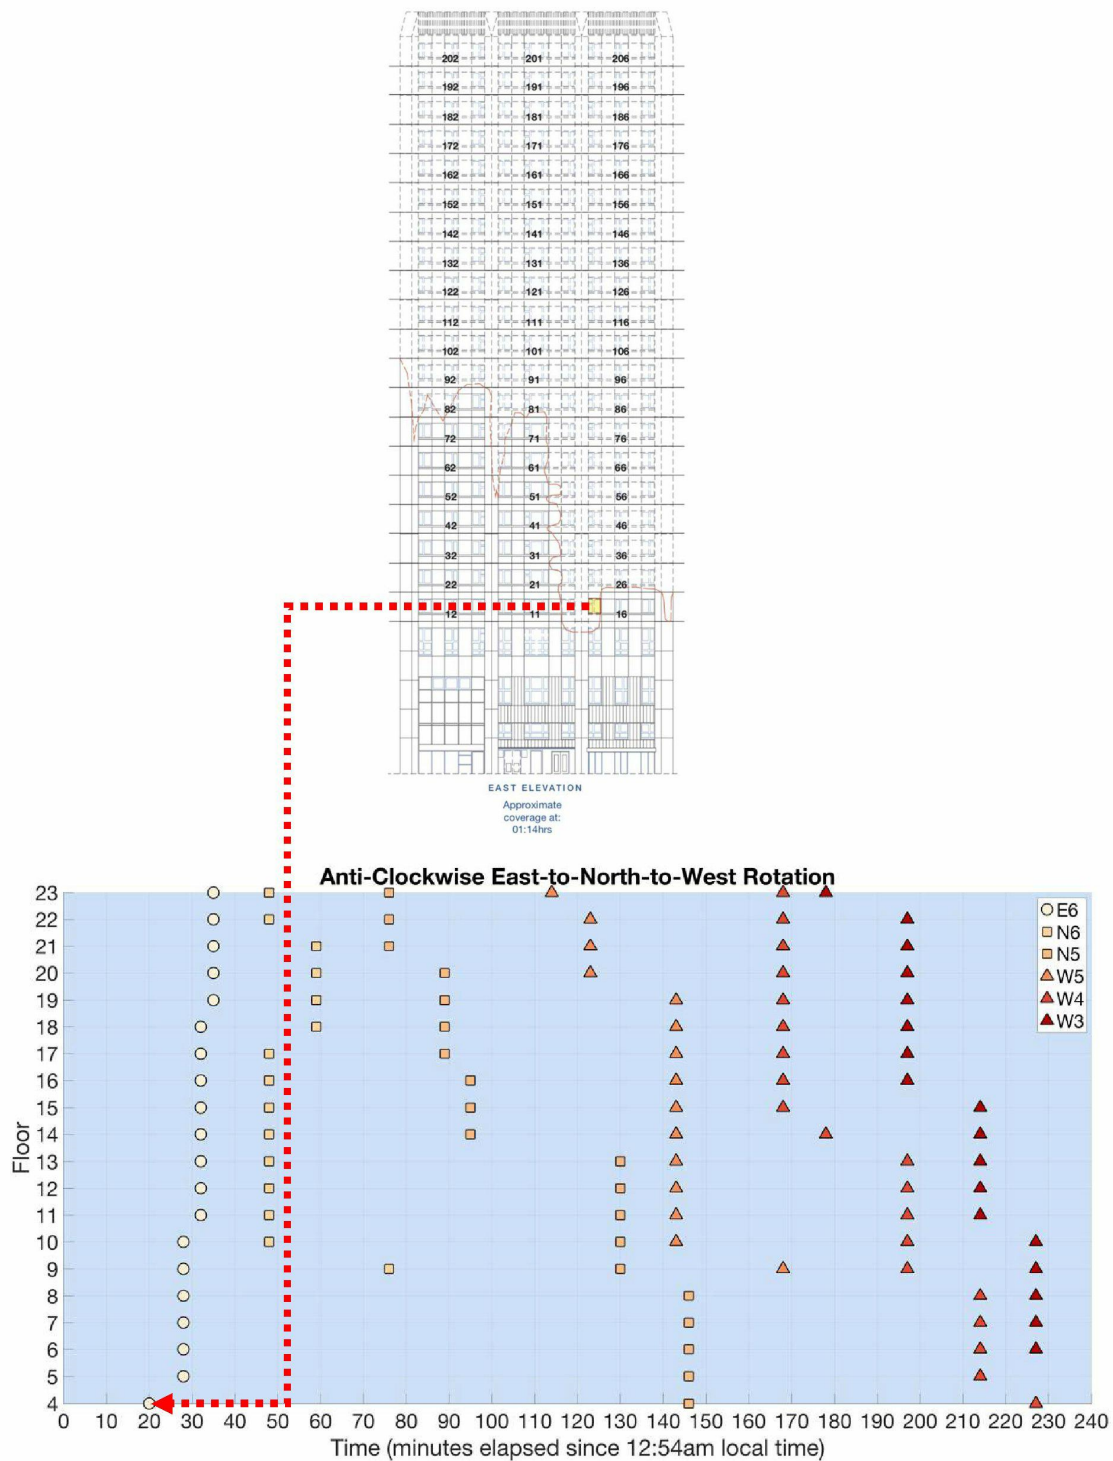 202 201 206
192 191 196
182 181 186
172 171 176
162 161 166
152 151 156
142 141 146
132 131 136
122 121 126
112 111 116
102 101 106
92 91 96
82 81 86
72 71 76
62 61 66
52 51 56
42 41 46
32 31 36
22 21 26
12 11 16
EAST ELEVATION
Approximate
coverage at:
01:14hrs
Anti-Clockwise East-to-North-to-West Rotation
E6
N6
N5
W5
W4
W3
Floor
23
22
21
20
19
18
17
16
15
14
13
12
11
10
9
8
7
6
5
4
0 10 20 30 40 50 60 70 80 90 100 110 120 130 140 150 160 170 180 190 200 210 220 230 240
Time (minutes elapsed since 12:54am local time)